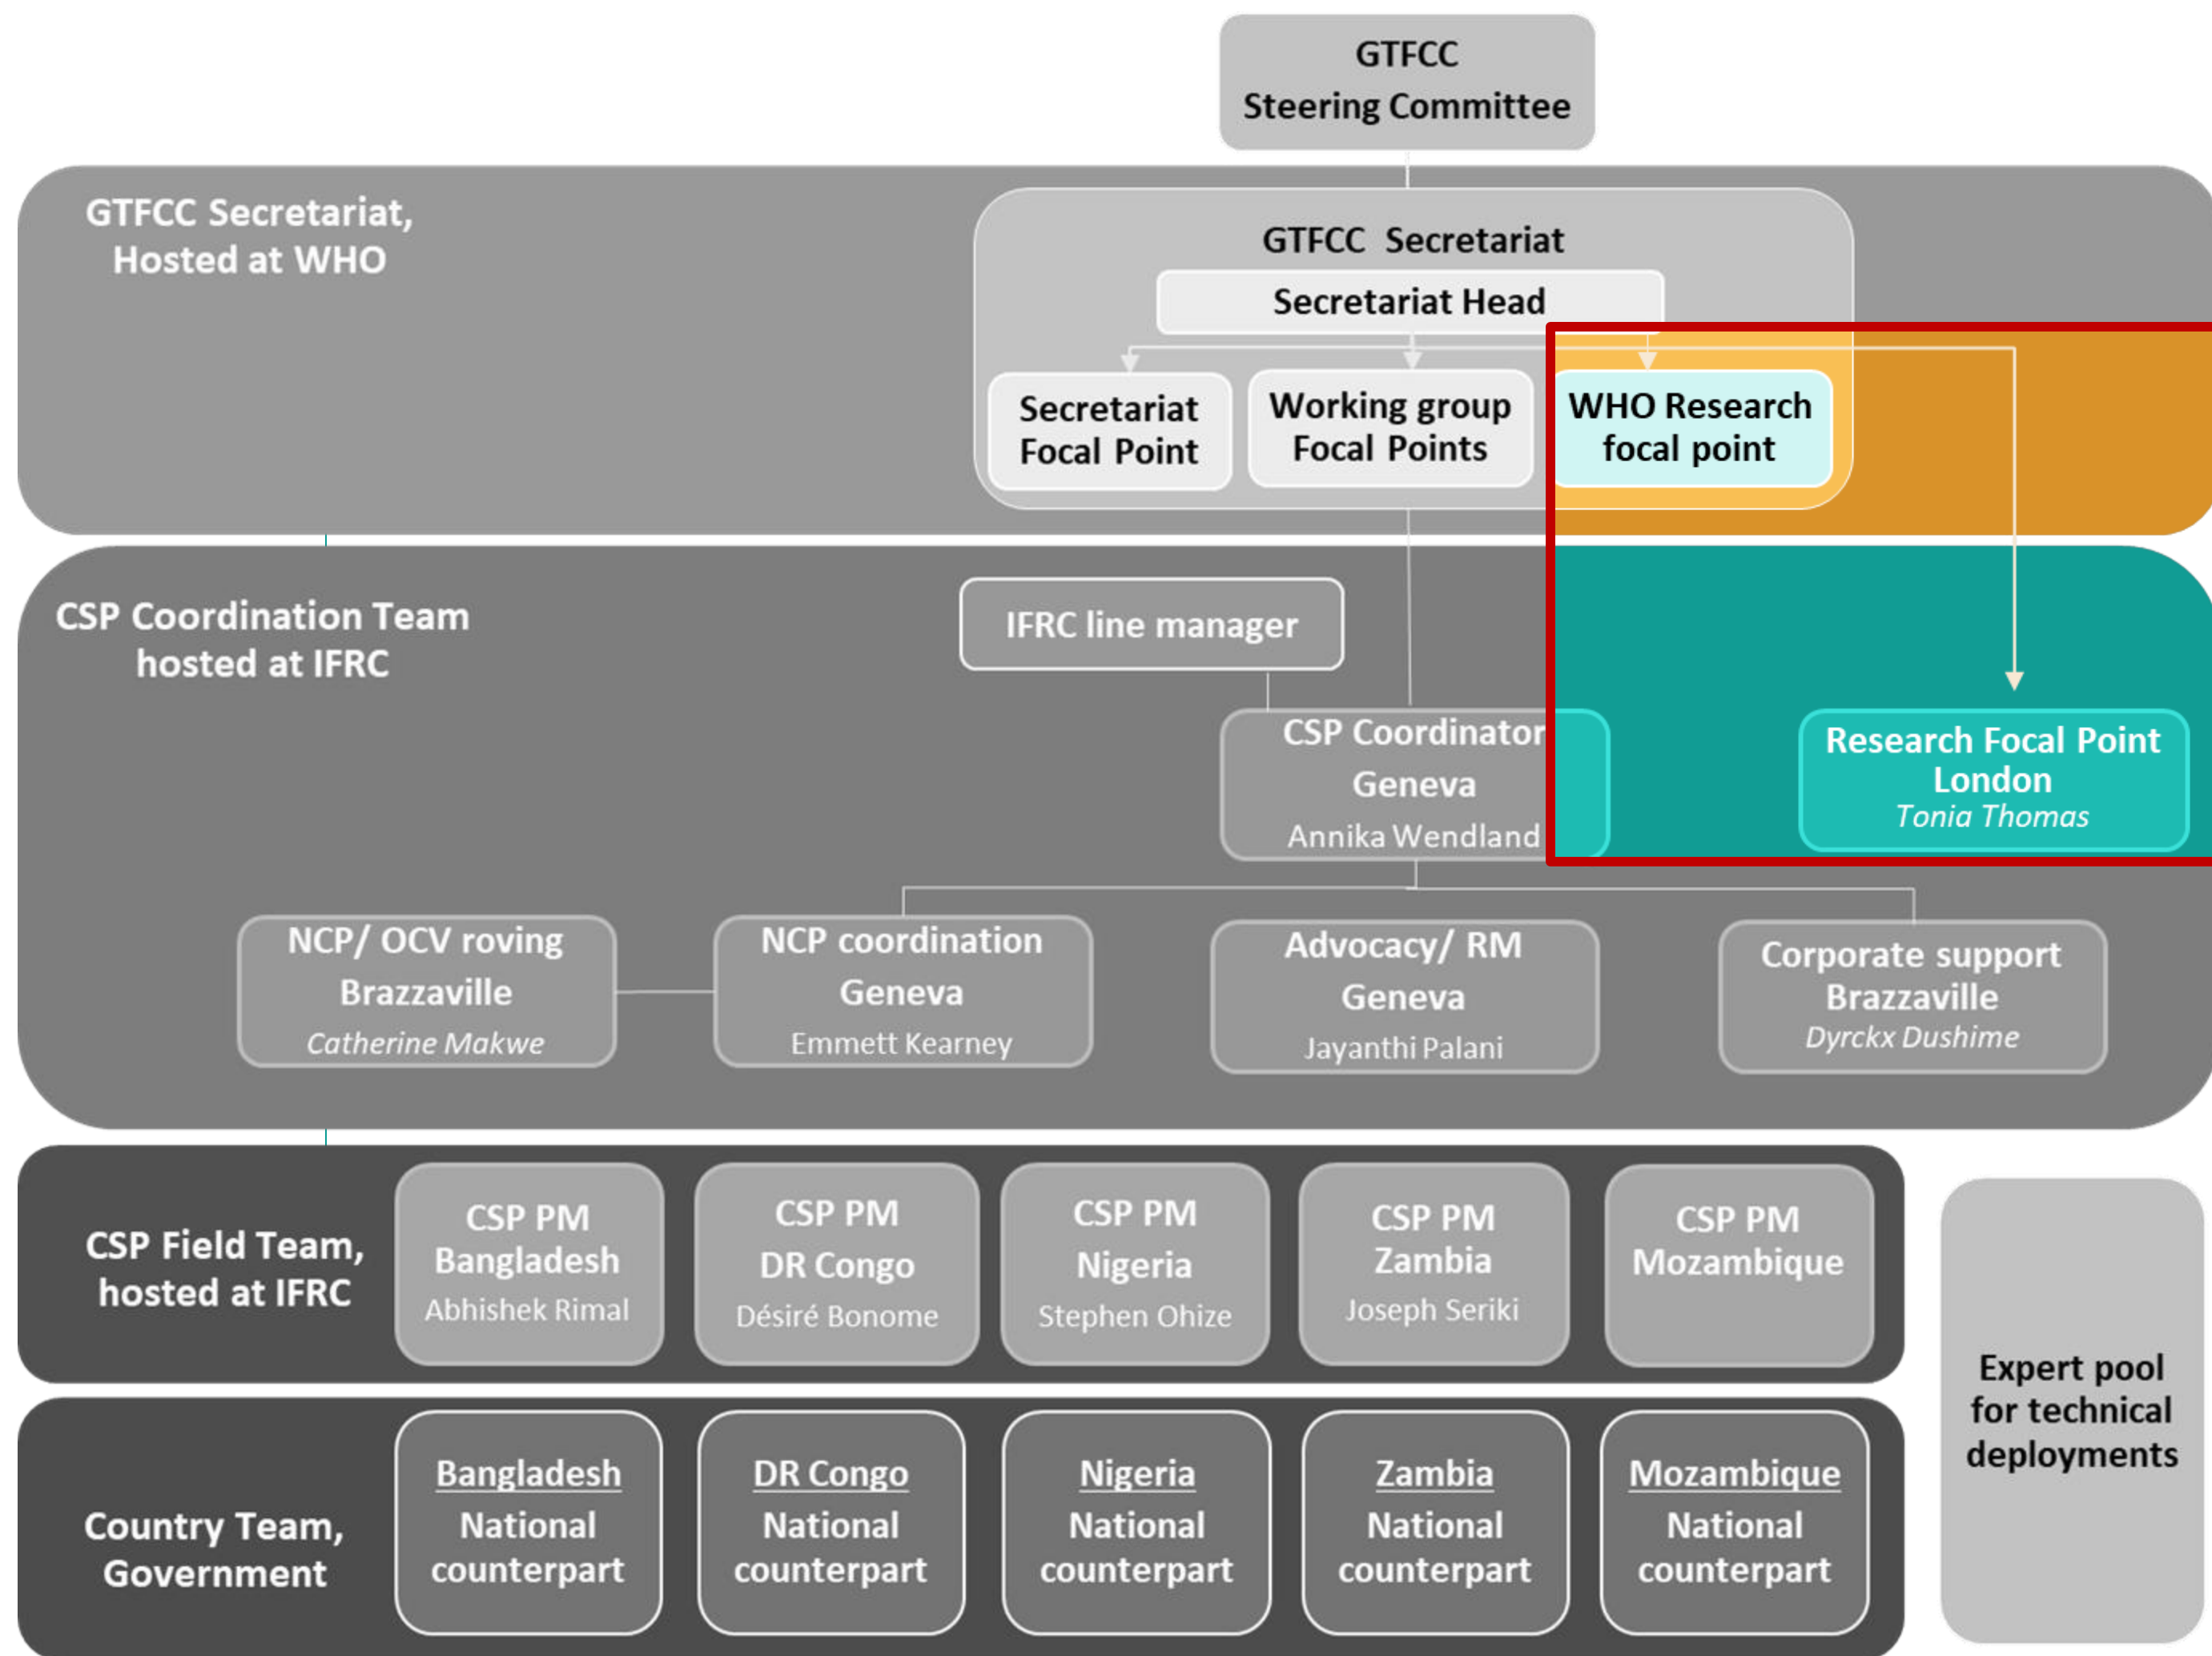 GTFCC
Steering Committee
GTFCC Secretariat,
Hosted at WHO
GTFCC Secretariat
Secretariat Head
Secretariat
Focal Point
Working group
Focal Points
WHO Research
focal point
CSP Coordination Team
hosted at IFRC
IFRC line manager
CSP Coordinator
Geneva
Annika Wendland
Research Focal Point
London
Tonia Thomas
NCP/ OCV roving
Brazzaville
Catherine Makwe
NCP coordination
Geneva
Emmett Kearney
Advocacy/ RM
Geneva
Jayanthi Palani
Corporate support
Brazzaville
Dyrckx Dushime
CSP Field Team,
hosted at IFRC
CSP PM
Bangladesh
Abhishek Rimal
CSP PM
DR Congo
Désiré Bonome
CSP PM
Nigeria
Stephen Ohize
CSP PM
Zambia
Joseph Seriki
CSP PM
Mozambique
Expert pool
for technical
deployments
Country Team,
Government
Bangladesh
National
counterpart
DR Congo
National
counterpart
Nigeria
National
counterpart
Zambia
National
counterpart
Mozambique
National
counterpart